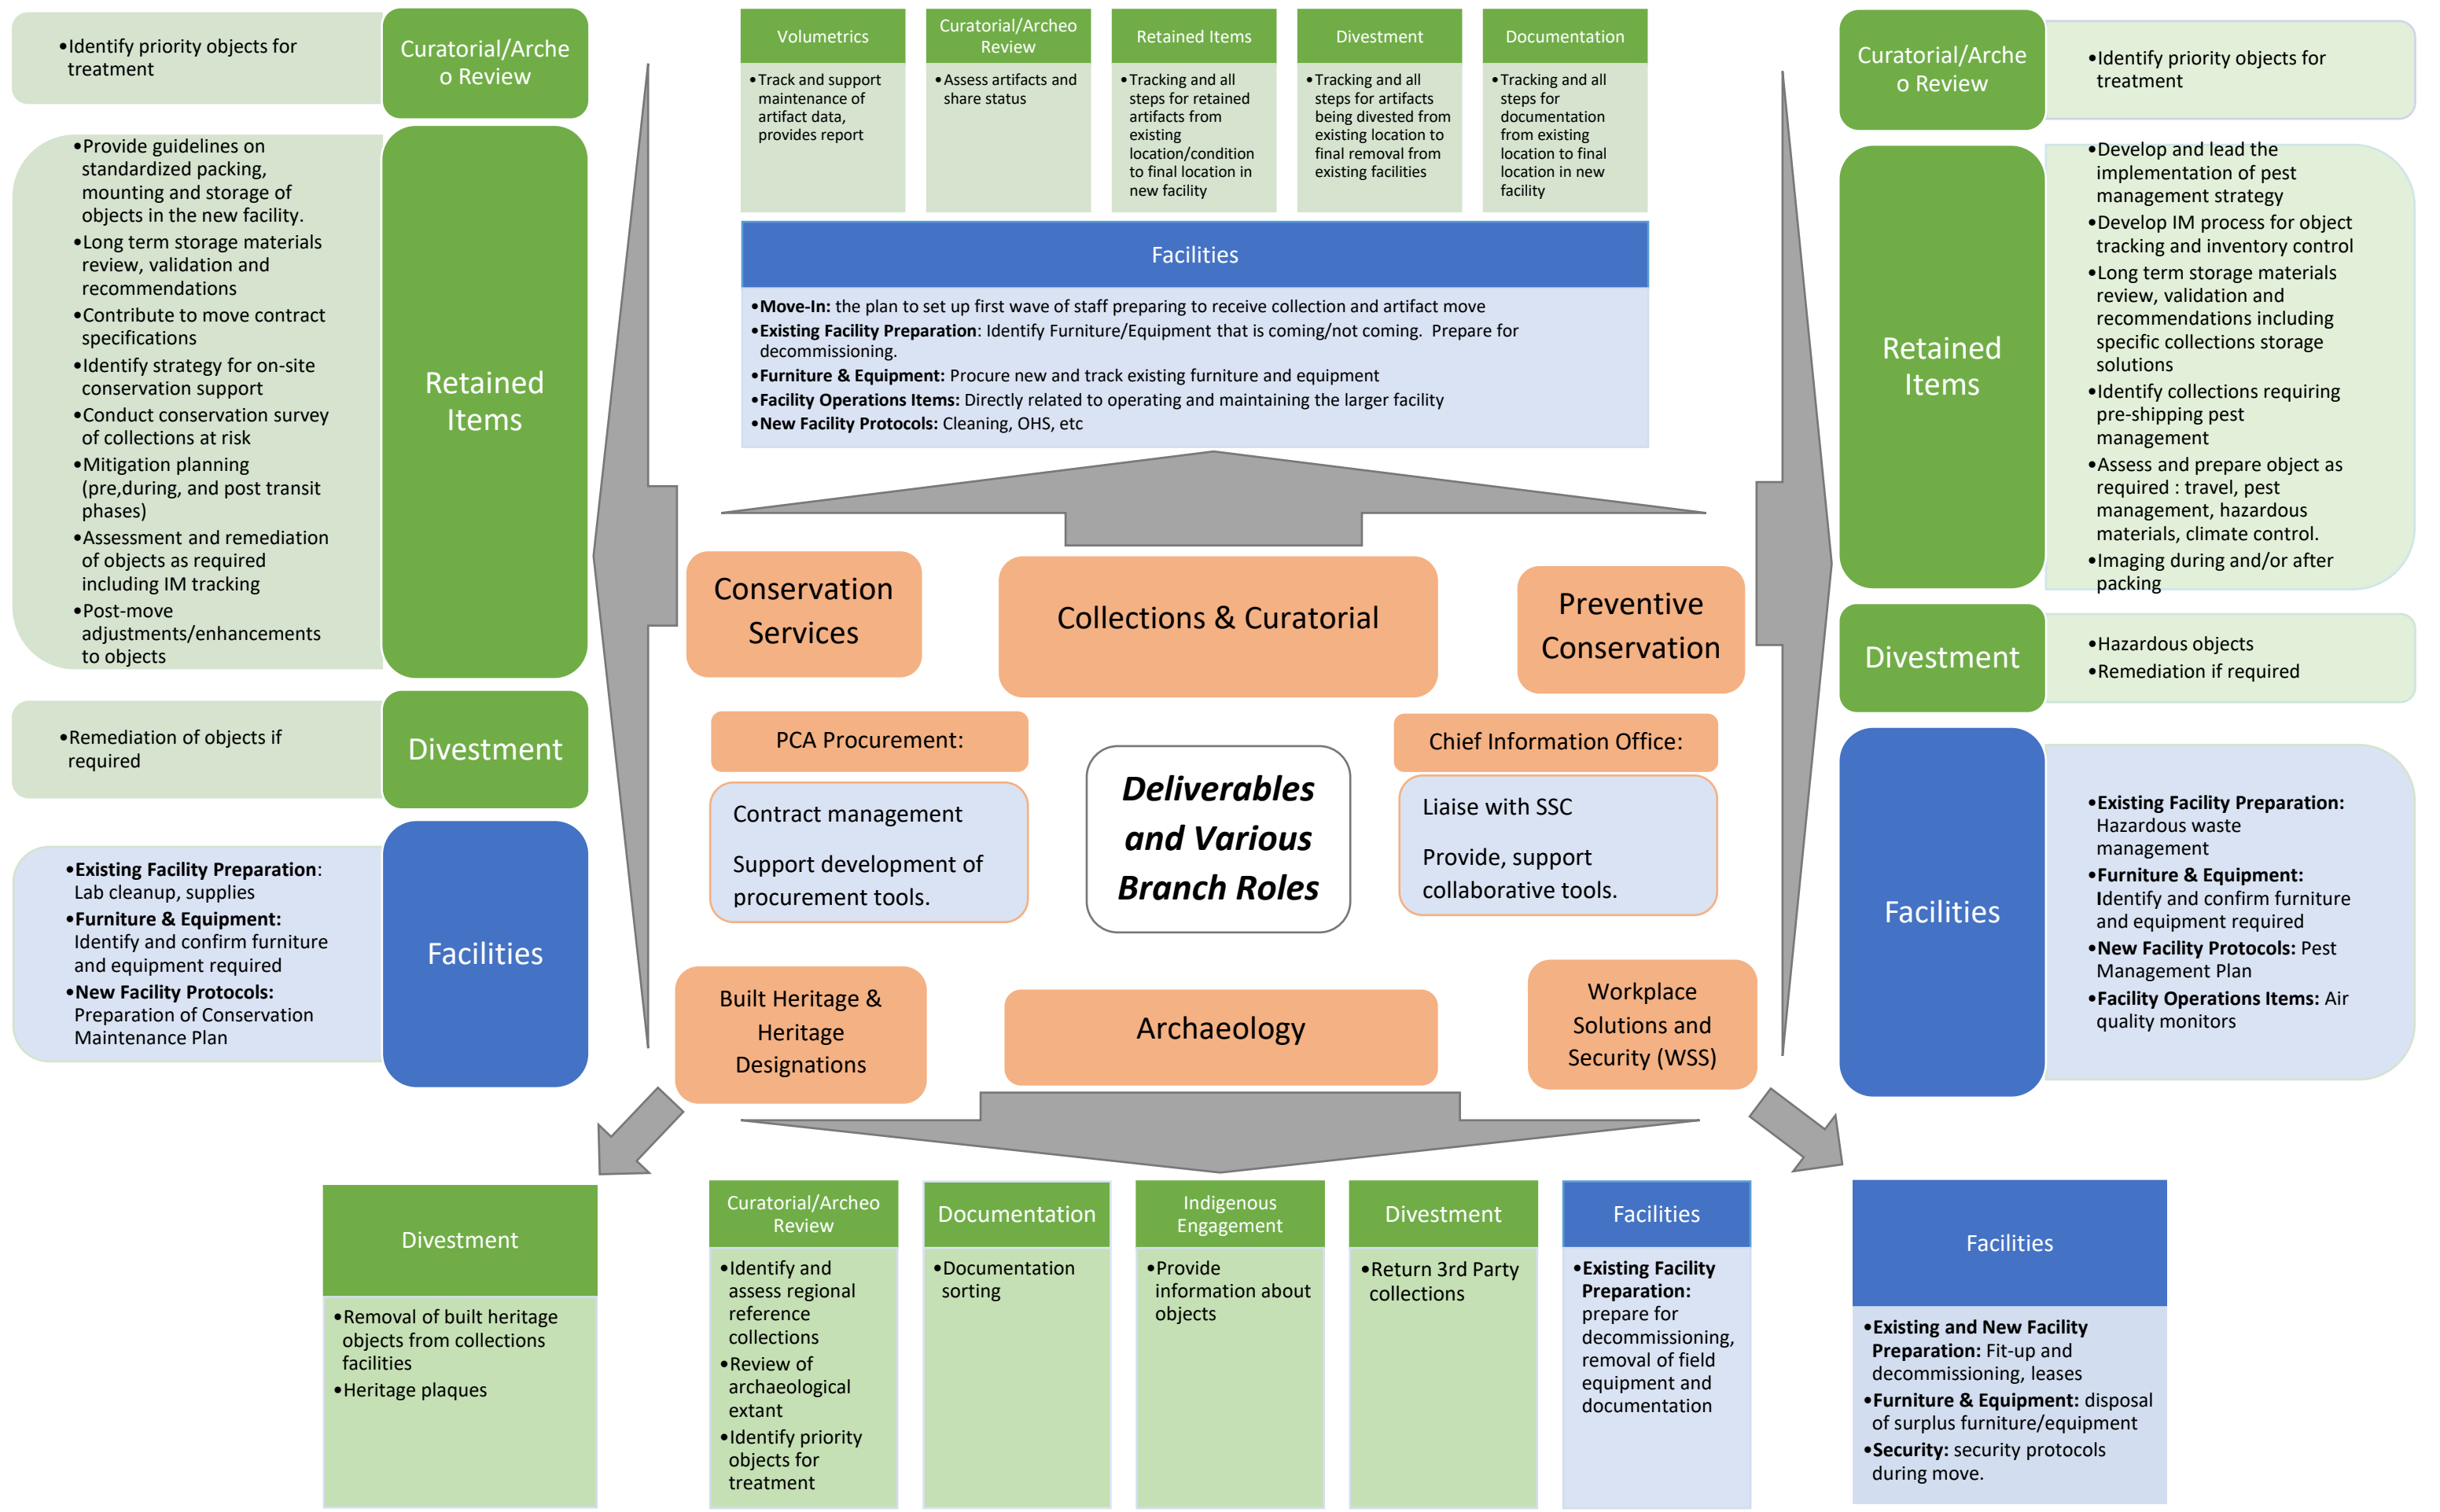 •Identify priority objects for
treatment
Curatorial/Arche
o Review
•Provide guidelines on
standardized packing,
mounting and storage of
objects in the new facility.
•Long term storage materials
review, validation and
recommendations
•Contribute to move contract
specifications
•Identify strategy for on-site
conservation support
•Conduct conservation survey
of collections at risk
•Mitigation planning
(pre,during, and post transit
phases)
•Assessment and remediation
of objects as required
including IM tracking
•Post-move
adjustments/enhancements
to objects
Retained
Items
•Remediation of objects if
required
Divestment
•Existing Facility Preparation:
Lab cleanup, supplies
•Furniture & Equipment:
Identify and confirm furniture
and equipment required
•New Facility Protocols:
Preparation of Conservation
Maintenance Plan
Facilities
Volumetrics
•Track and support
maintenance of
artifact data,
provides report
Curatorial/Archeo
Review
•Assess artifacts and
share status
Retained Items
•Tracking and all
steps for retained
artifacts from
existing
location/condition
to final location in
new facility
Divestment
•Tracking and all
steps for artifacts
being divested from
existing location to
final removal from
existing facilities
Documentation
•Tracking and all
steps for
documentation
from existing
location to final
location in new
facility
Facilities
•Move-In: the plan to set up first wave of staff preparing to receive collection and artifact move
•Existing Facility Preparation: Identify Furniture/Equipment that is coming/not coming. Prepare for
decommissioning.
•Furniture & Equipment: Procure new and track existing furniture and equipment
•Facility Operations Items: Directly related to operating and maintaining the larger facility
•New Facility Protocols: Cleaning, OHS, etc
Conservation
Services
Collections & Curatorial
Preventive
Conservation
PCA Procurement:
Contract management
Support development of
procurement tools.
Deliverables
and Various
Branch Roles
Chief Information Office:
Liaise with SSC
Provide, support
collaborative tools.
Built Heritage &
Heritage
Designations
Archaeology
Workplace
Solutions and
Security (WSS)
Curatorial/Arche
o Review
•Identify priority objects for
treatment
Retained
Items
•Develop and lead the
implementation of pest
management strategy
•Develop IM process for object
tracking and inventory control
•Long term storage materials
review, validation and
recommendations including
specific collections storage
solutions
•Identify collections requiring
pre-shipping pest
management
•Assess and prepare object as
required : travel, pest
management, hazardous
materials, climate control.
•Imaging during and/or after
packing
Divestment
•Hazardous objects
•Remediation if required
Facilities
•Existing Facility Preparation:
Hazardous waste
management
•Furniture & Equipment:
Identify and confirm furniture
and equipment required
•New Facility Protocols: Pest
Management Plan
•Facility Operations Items: Air
quality monitors
Divestment
•Removal of built heritage
objects from collections
facilities
•Heritage plaques
Curatorial/Archeo
Review
•Identify and
assess regional
reference
collections
•Review of
archaeological
extant
•Identify priority
objects for
treatment
Documentation
•Documentation
sorting
Indigenous
Engagement
•Provide
information about
objects
Divestment
•Return 3rd Party
collections
Facilities
•Existing Facility
Preparation:
prepare for
decommissioning,
removal of field
equipment and
documentation
Facilities
•Existing and New Facility
Preparation: Fit-up and
decommissioning, leases
•Furniture & Equipment: disposal
of surplus furniture/equipment
•Security: security protocols
during move.